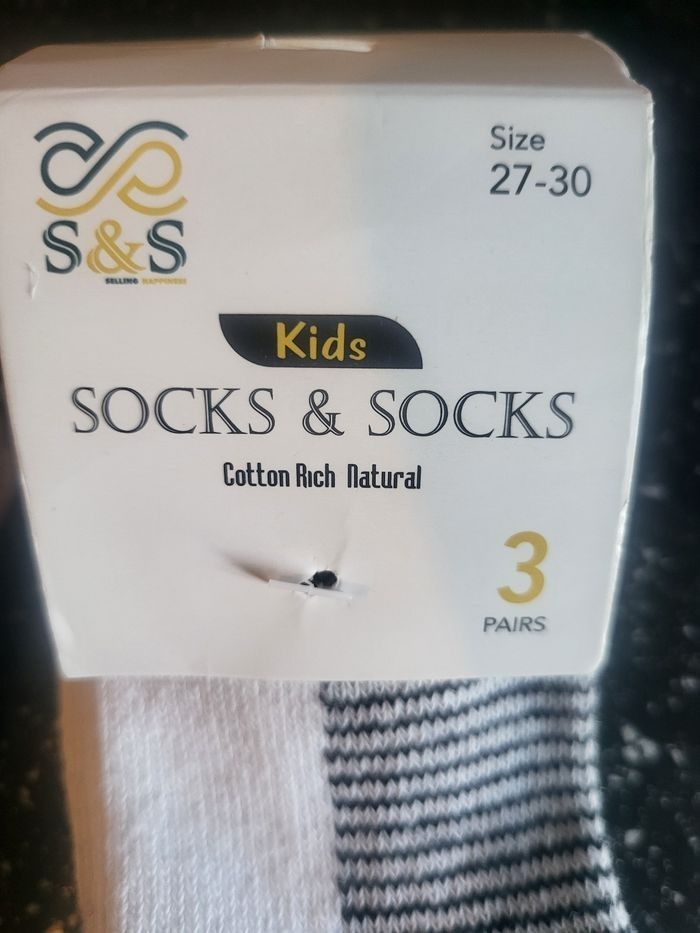 S&S
SELLING HAPPINESS
Size
27-30
Kids
SOCKS & SOCKS
Cotton Rich Natural
3
PAIRS